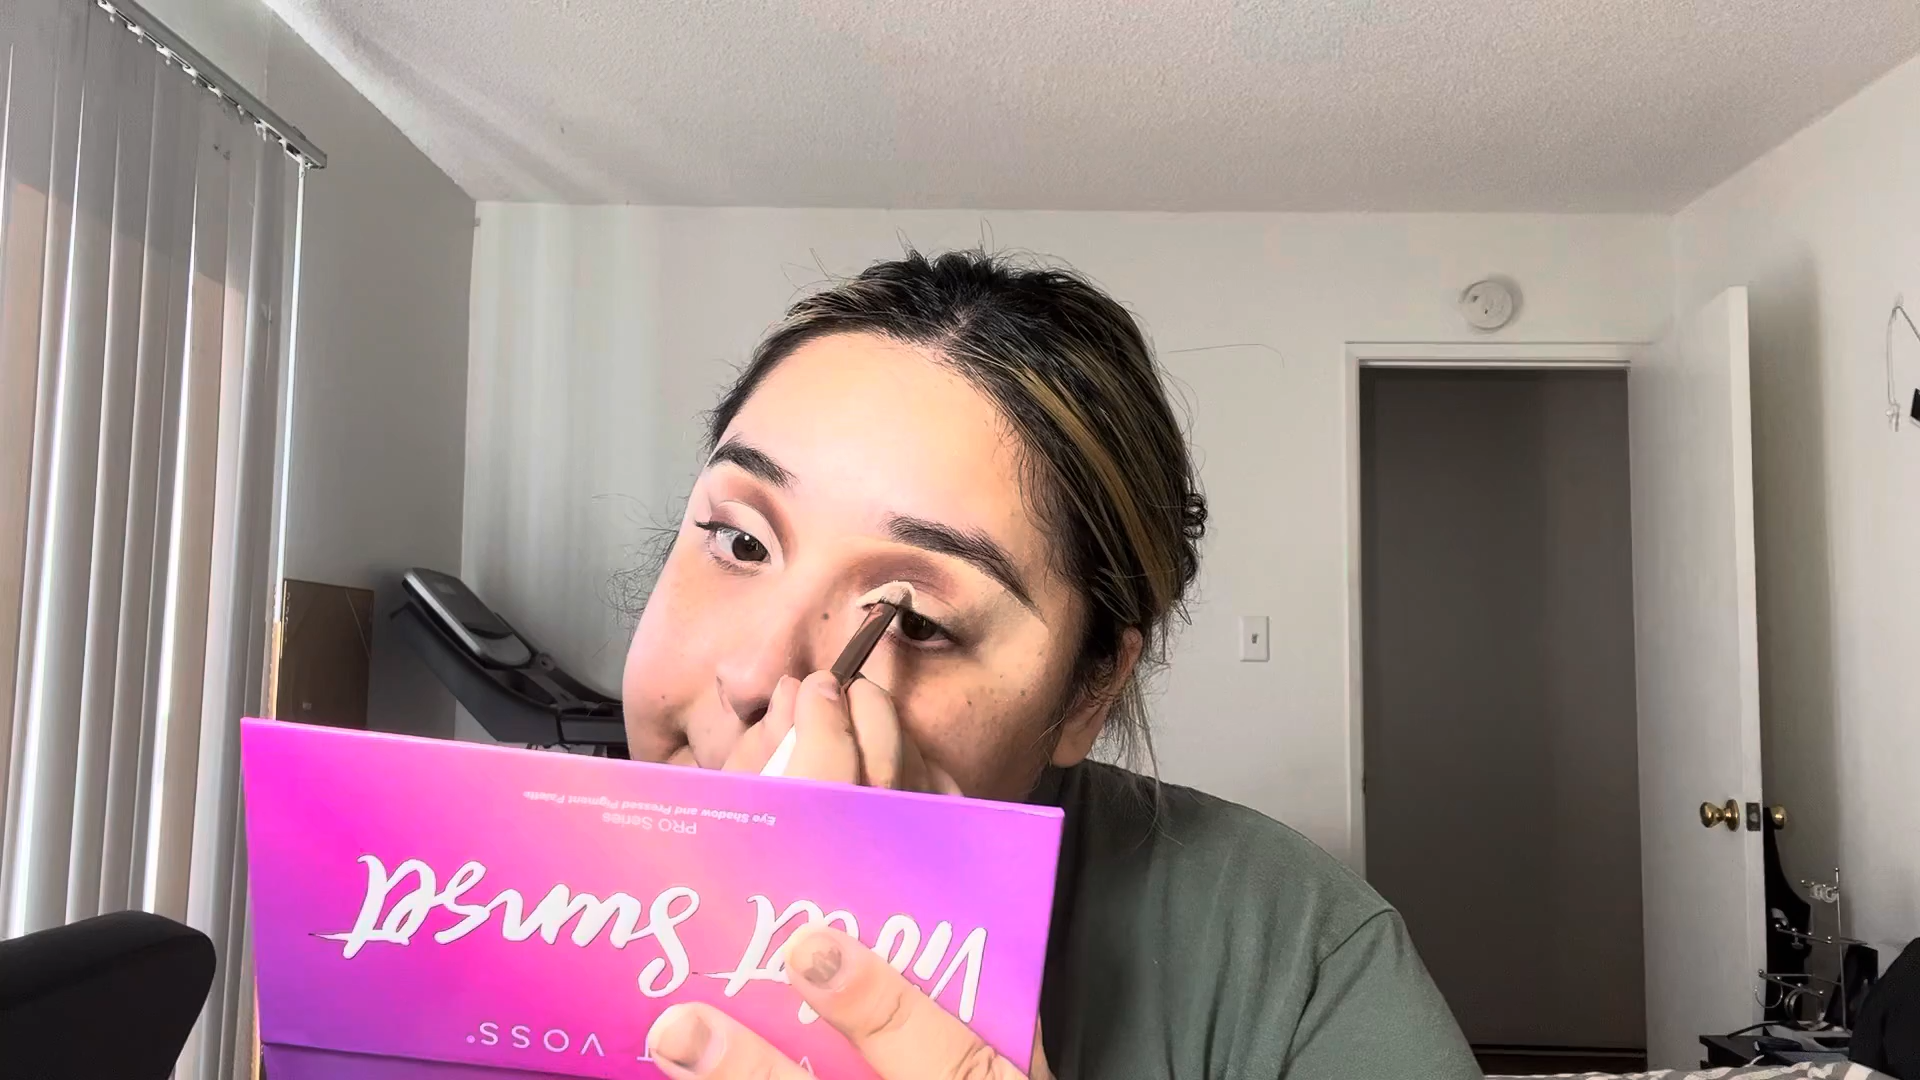 VOSS®
Violet Sunset
PRO Series
Eye Shadow and Pressed Pigment Palette